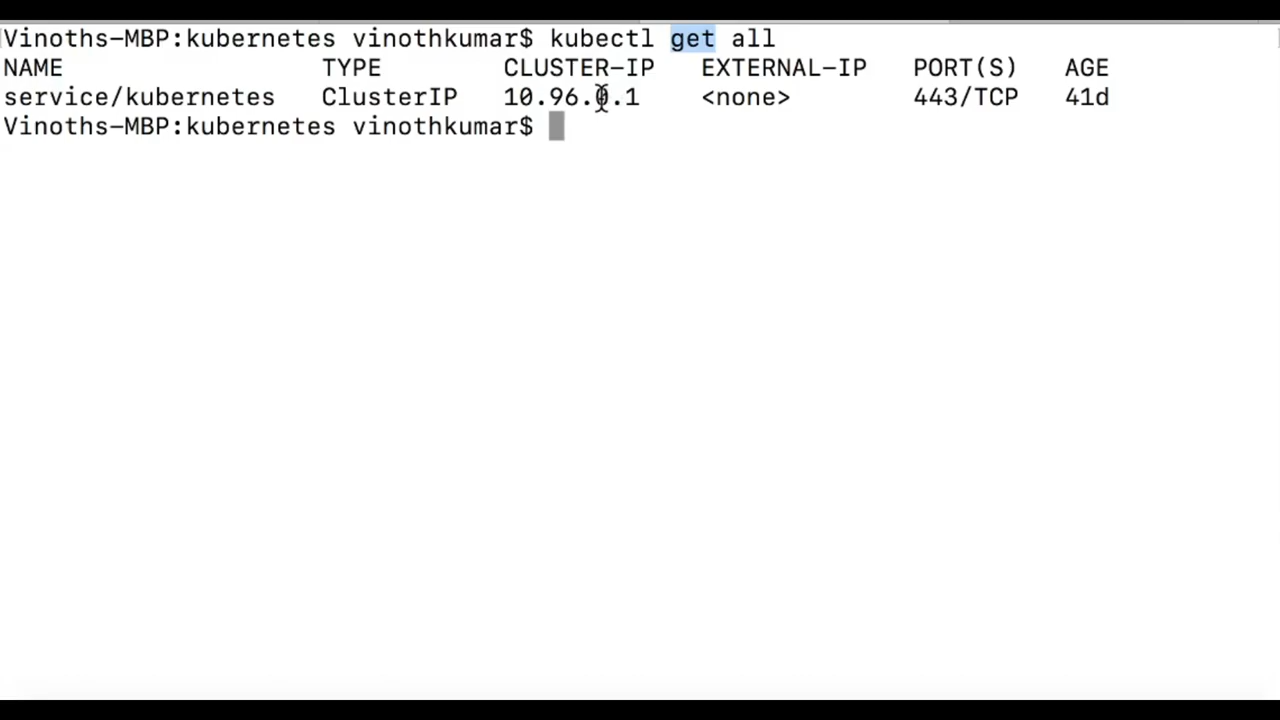 Vinoths-MBP:kubernetes vinothkumar$ kubectl get all
NAME TYPE CLUSTER-IP EXTERNAL-IP PORT(S) AGE
service/kubernetes ClusterIP 10.96.0.1 <none> 443/TCP 41d
Vinoths-MBP:kubernetes vinothkumar$